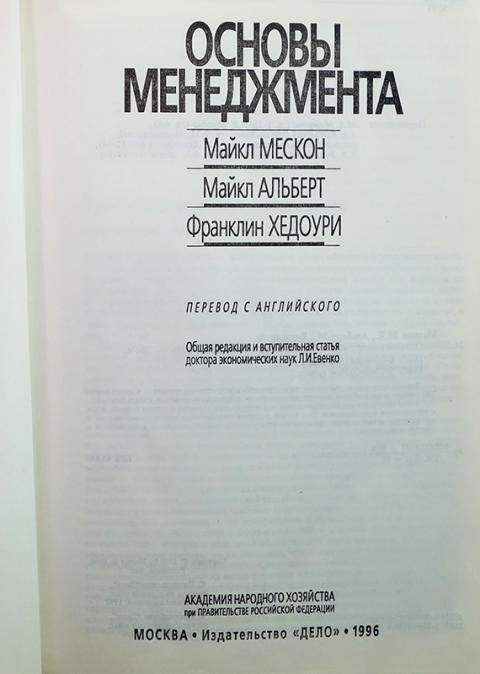 ОСНОВЫ
МЕНЕДЖМЕНТА
Майкл МЕСКОН
Майкл АЛЬБЕРТ
Франклин ХЕДОУРИ
ПЕРЕВОД С АНГЛИЙСКОГО
Общая редакция и вступительная статья
доктора экономических наук Л.И.Евенко
АКАДЕМИЯ НАРОДНОГО ХОЗЯЙСТВА
при ПРАВИТЕЛЬСТВЕ РОССИЙСКОЙ ФЕДЕРАЦИИ
МОСКВА • Издательство «ДЕЛО» • 1996